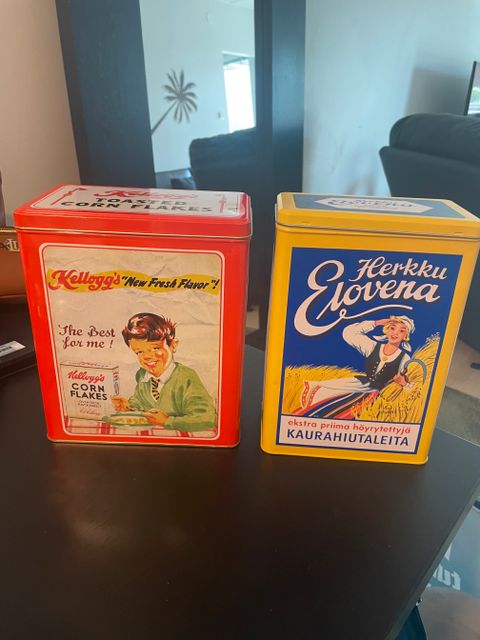 Kellogg's
TOASTED
CORN FLAKES
Kellogg's "New Fresh Flavor"!
The Best
for me!
Kellogg's
CORN
FLAKES
Herkku
Elovena
ekstra priima höyrytettyjä
KAURAHIUTALEITA